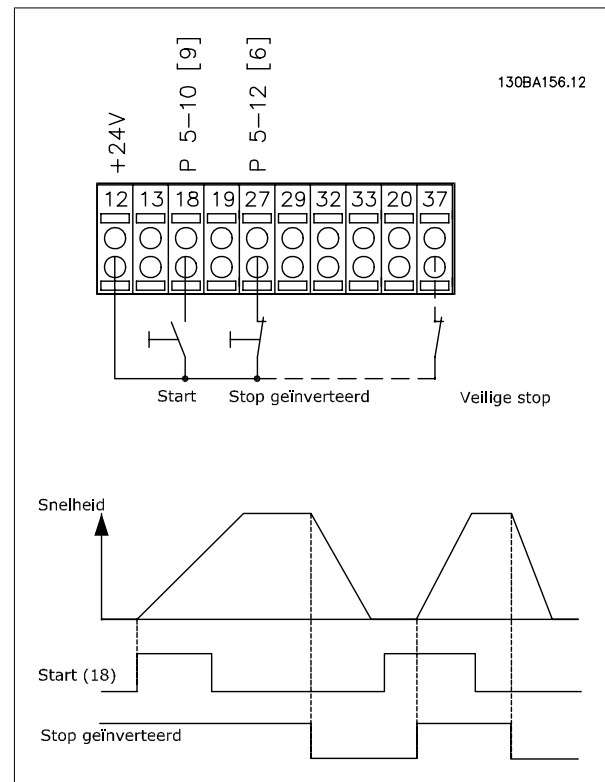 +24V
P 5-10 [9]
P 5-12 [6]
130BA156.12
12 13 18 19 27 29 32 33 20 37
Start
Stop geïnverteerd
Veilige stop
Snelheid
Start (18)
Stop geïnverteerd